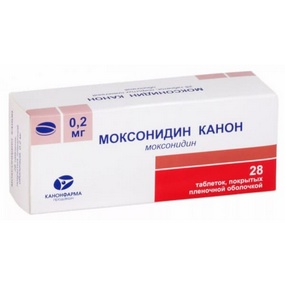 0,2
мг
МОКСОНИДИН КАНОН
моксонидин
КАНОНФАРМА
28
таблеток, покрытых
пленочной оболочкой